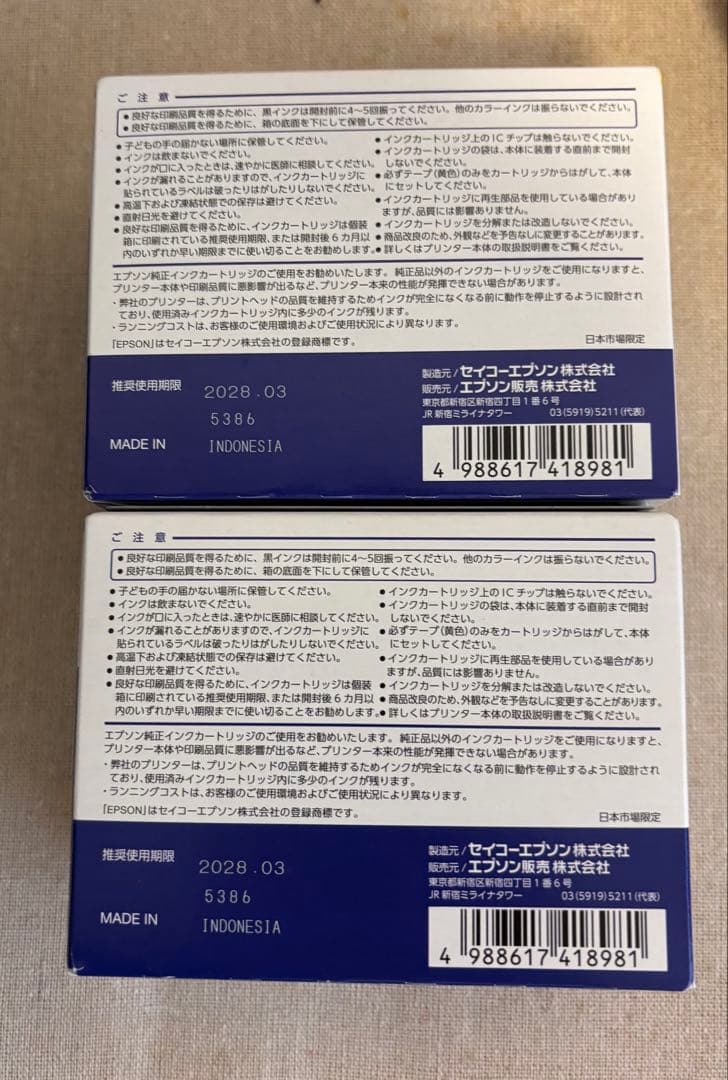 ご注意
●良好な印刷品質を得るために、黒インクは開封前に4〜5回振ってください。他のカラーインクは振らないでください。
●良好な印刷品質を得るために、箱の底面を下にして保管してください。
●子どもの手の届かない場所に保管してください。
●インクは飲まないでください。
●インクが口に入ったときは、速やかに医師に相談してください。
●インクが漏れることがありますので、インクカートリッジに
貼られているラベルは破ったりはがしたりしないでください。
●高温下および凍結状態での保存は避けてください。
●直射日光を避けてください。
●良好な印刷品質を得るために、インクカートリッジは個装
箱に印刷されている推奨使用期限、または開封後6カ月以
内のいずれか早い期限までに使い切ることをお勧めします。
●インクカートリッジ上のICチップは触らないでください。
●インクカートリッジの袋は、本体に装着する直前まで開封
しないでください。
●必ずテープ(黄色)のみをカートリッジからはがして、本体
にセットしてください。
●インクカートリッジに再生部品を使用している場合があり
ますが、品質には影響ありません。
●インクカートリッジを分解または改造しないでください。
●商品改良のため、外観などを予告なしに変更することがあります。
●詳しくはプリンター本体の取扱説明書をご覧ください。
エプソン純正インクカートリッジのご使用をお勧めいたします。純正品以外のインクカートリッジをご使用になりますと、
プリンター本体や印刷品質に悪影響が出るなど、プリンター本来の性能が発揮できない場合があります。
・弊社のプリンターは、プリントヘッドの品質を維持するためインクが完全になくなる前に動作を停止するように設計され
ており、使用済みインクカートリッジ内に多少のインクが残ります。
・ランニングコストは、お客様のご使用環境およびご使用状況により異なります。
「EPSON」はセイコーエプソン株式会社の登録商標です。
日本市場限定
推奨使用期限
2028.03
5386
MADE IN
INDONESIA
製造元/セイコーエプソン株式会社
販売元/エプソン販売株式会社
東京都新宿区新宿四丁目1番6号
JR新宿ミライナタワー 03(5919)5211(代表)
4 988617 418981
ご注意
●良好な印刷品質を得るために、黒インクは開封前に4〜5回振ってください。他のカラーインクは振らないでください。
●良好な印刷品質を得るために、箱の底面を下にして保管してください。
●子どもの手の届かない場所に保管してください。
●インクは飲まないでください。
●インクが口に入ったときは、速やかに医師に相談してください。
●インクが漏れることがありますので、インクカートリッジに
貼られているラベルは破ったりはがしたりしないでください。
●高温下および凍結状態での保存は避けてください。
●直射日光を避けてください。
●良好な印刷品質を得るために、インクカートリッジは個装
箱に印刷されている推奨使用期限、または開封後6カ月以
内のいずれか早い期限までに使い切ることをお勧めします。
●インクカートリッジ上のICチップは触らないでください。
●インクカートリッジの袋は、本体に装着する直前まで開封
しないでください。
●必ずテープ(黄色)のみをカートリッジからはがして、本体
にセットしてください。
●インクカートリッジに再生部品を使用している場合があり
ますが、品質には影響ありません。
●インクカートリッジを分解または改造しないでください。
●商品改良のため、外観などを予告なしに変更することがあります。
●詳しくはプリンター本体の取扱説明書をご覧ください。
エプソン純正インクカートリッジのご使用をお勧めいたします。純正品以外のインクカートリッジをご使用になりますと、
プリンター本体や印刷品質に悪影響が出るなど、プリンター本来の性能が発揮できない場合があります。
・弊社のプリンターは、プリントヘッドの品質を維持するためインクが完全になくなる前に動作を停止するように設計され
ており、使用済みインクカートリッジ内に多少のインクが残ります。
・ランニングコストは、お客様のご使用環境およびご使用状況により異なります。
「EPSON」はセイコーエプソン株式会社の登録商標です。
日本市場限定
推奨使用期限
2028.03
5386
MADE IN
INDONESIA
製造元/セイコーエプソン株式会社
販売元/エプソン販売株式会社
東京都新宿区新宿四丁目1番6号
JR新宿ミライナタワー 03(5919)5211(代表)
4 988617 418981